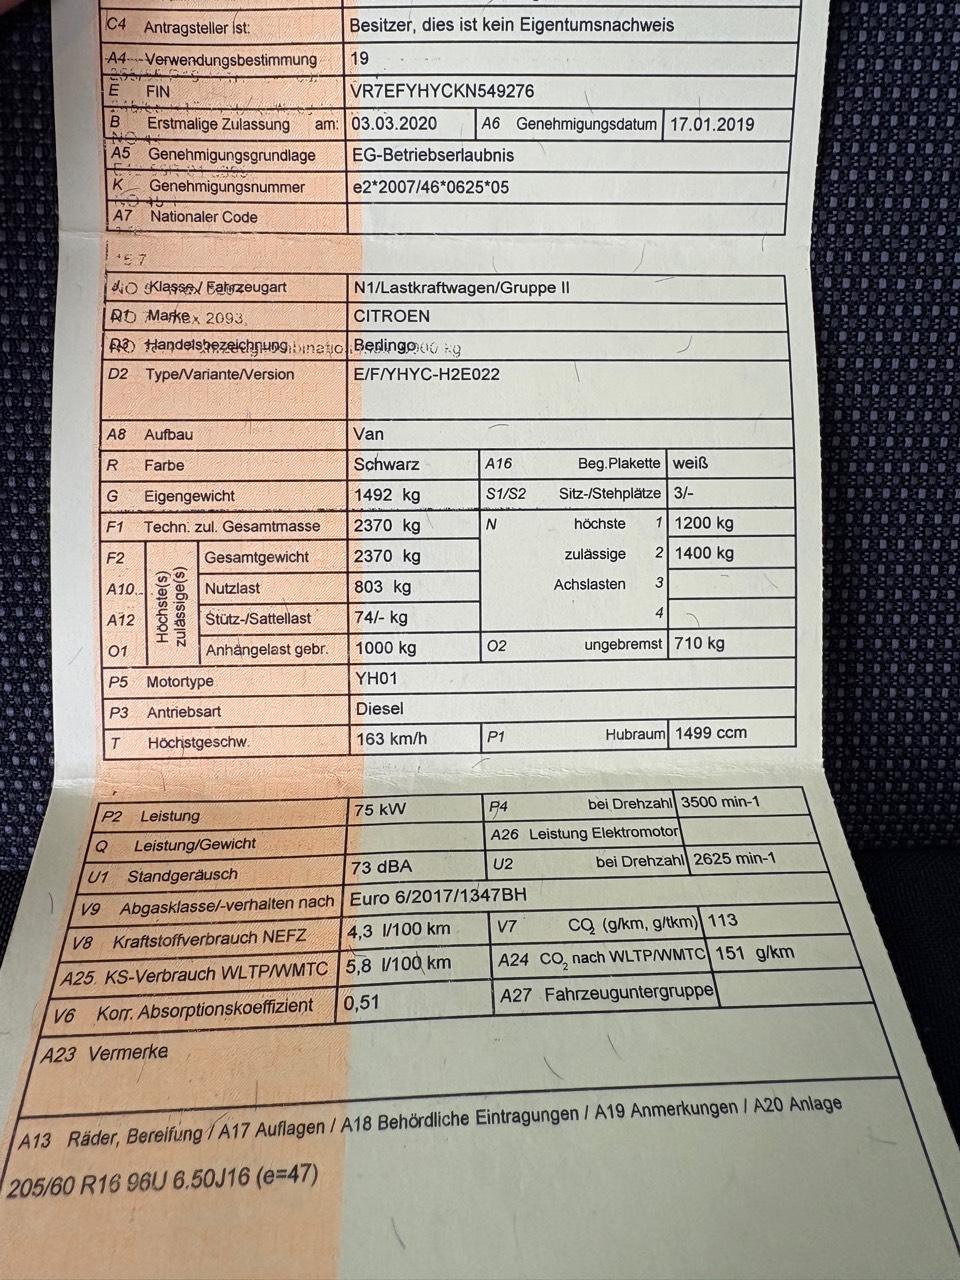 C4 Antragsteller ist: Besitzer, dies ist kein Eigentumsnachweis
A4 Verwendungsbestimmung 19
E FIN VR7EFYHYCKN549276
B Erstmalige Zulassung am: 03.03.2020 A6 Genehmigungsdatum 17.01.2019
A5 Genehmigungsgrundlage EG-Betriebserlaubnis
K Genehmigungsnummer e2*2007/46*0625*05
A7 Nationaler Code
J Klasse/ Fahrzeugart N1/Lastkraftwagen/Gruppe II
D1 Marke CITROEN
D3 Handelsbezeichnung Berlingo
D2 Type/Variante/Version E/F/YHYC-H2E022
A8 Aufbau Van
R Farbe Schwarz A16 Beg.Plakette weiß
G Eigengewicht 1492 kg S1/S2 Sitz-/Stehplätze 3/-
F1 Techn. zul. Gesamtmasse 2370 kg N höchste 1 1200 kg
F2 Höchste(s) zulässige(s) Gesamtgewicht 2370 kg zulässige 2 1400 kg
A10 Nutzlast 803 kg Achslasten 3
A12 Stütz-/Sattellast 74/- kg 4
O1 Anhängelast gebr. 1000 kg O2 ungebremst 710 kg
P5 Motortype YH01
P3 Antriebsart Diesel
T Höchstgeschw. 163 km/h P1 Hubraum 1499 ccm
P2 Leistung 75 kW P4 bei Drehzahl 3500 min-1
Q Leistung/Gewicht A26 Leistung Elektromotor
U1 Standgeräusch 73 dBA U2 bei Drehzahl 2625 min-1
V9 Abgasklasse/-verhalten nach Euro 6/2017/1347BH
V8 Kraftstoffverbrauch NEFZ 4,3 l/100 km V7 CO2 (g/km, g/tkm) 113
A25 KS-Verbrauch WLTP/WMTC 5,8 l/100 km A24 CO2 nach WLTP/WMTC 151 g/km
V6 Korr. Absorptionskoeffizient 0,51 A27 Fahrzeuguntergruppe
A23 Vermerke
A13 Räder, Bereifung / A17 Auflagen / A18 Behördliche Eintragungen / A19 Anmerkungen / A20 Anlage
205/60 R16 96U 6.50J16 (e=47)